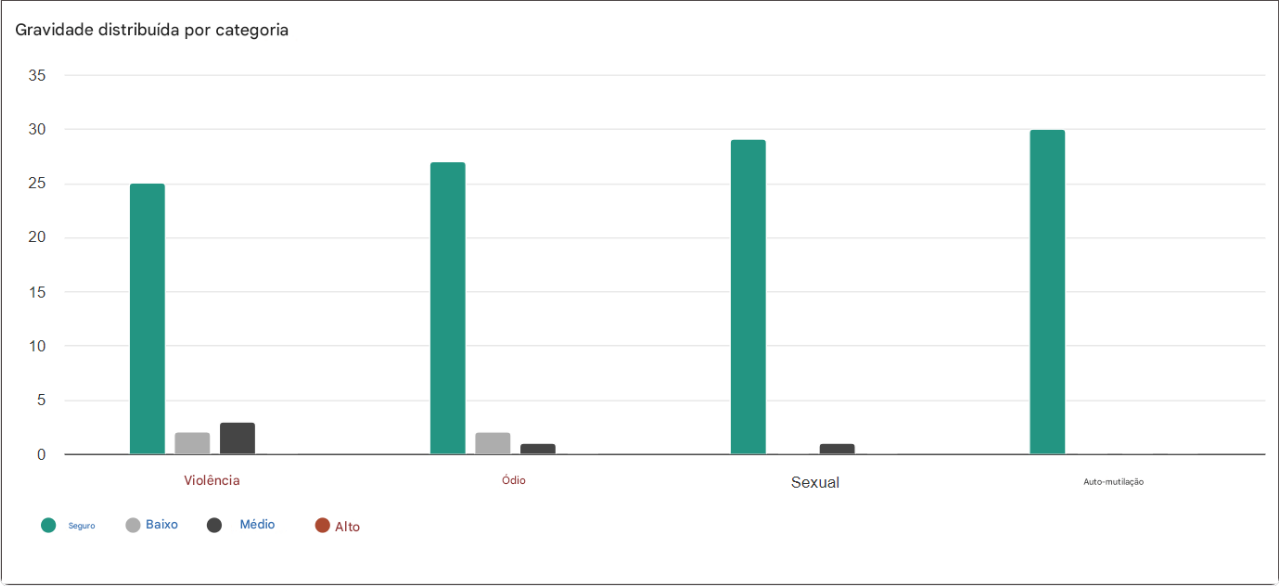 Gravidade distribuída por categoria
35
30
25
20
15
10
5
0
Violência Ódio Sexual Auto-mutilação
Seguro Baixo Médio Alto